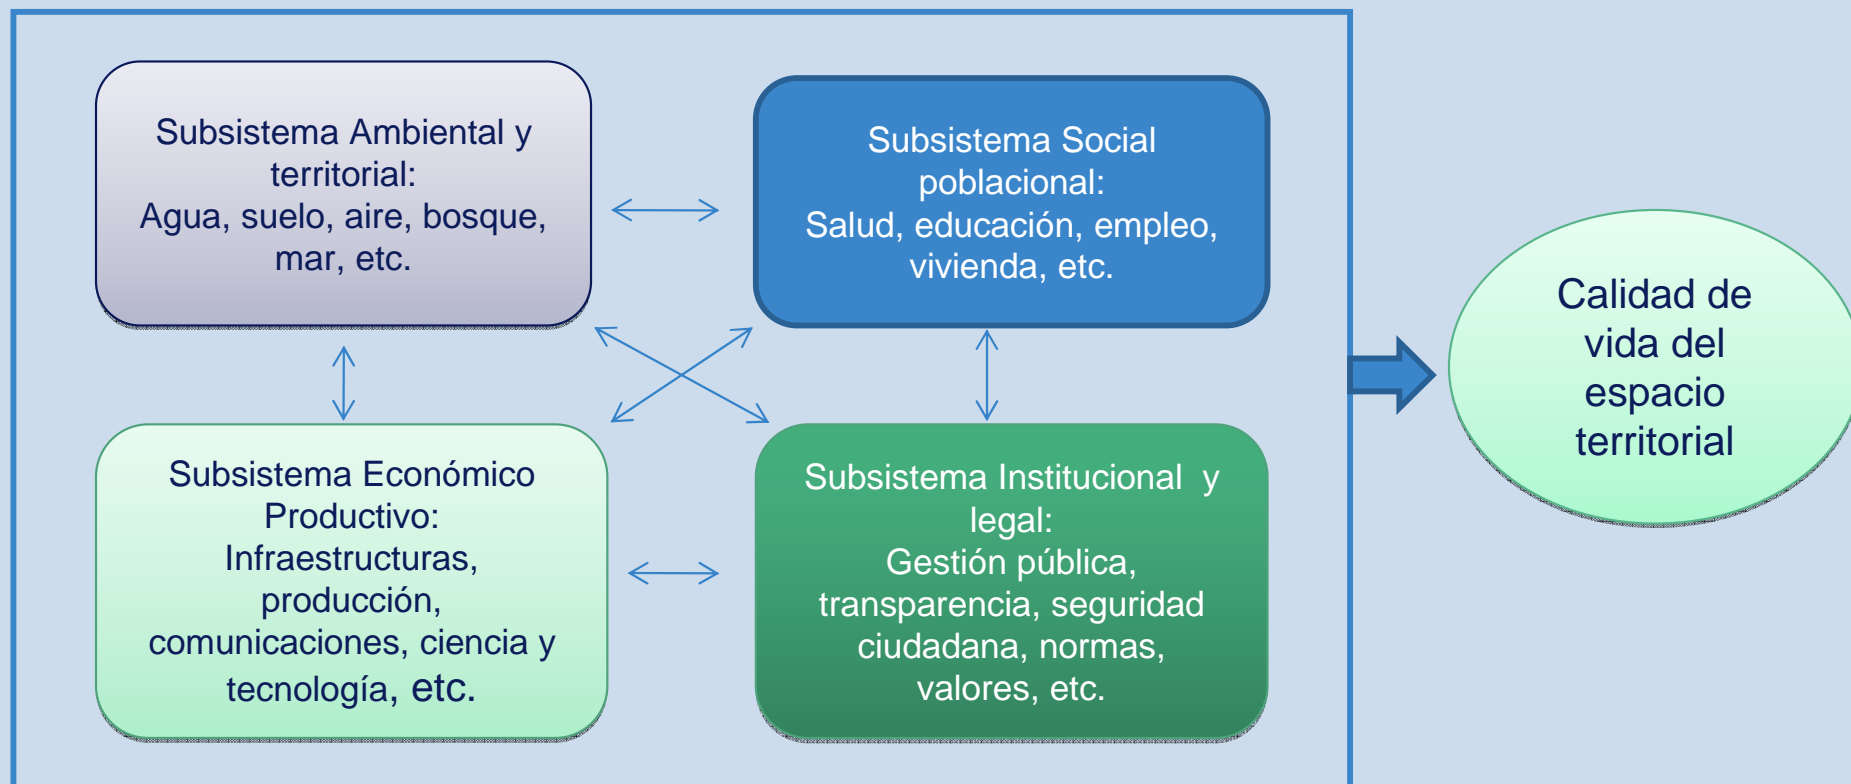 Subsistema Ambiental y
territorial:
Agua, suelo, aire, bosque,
mar, etc.
Subsistema Social
poblacional:
Salud, educación, empleo,
vivienda, etc.
Subsistema Económico
Productivo:
Infraestructuras,
producción,
comunicaciones, ciencia y
tecnología, etc.
Subsistema Institucional  y
legal:
Gestión pública,
transparencia, seguridad
ciudadana, normas,
valores, etc.
Calidad de
vida del
espacio
territorial